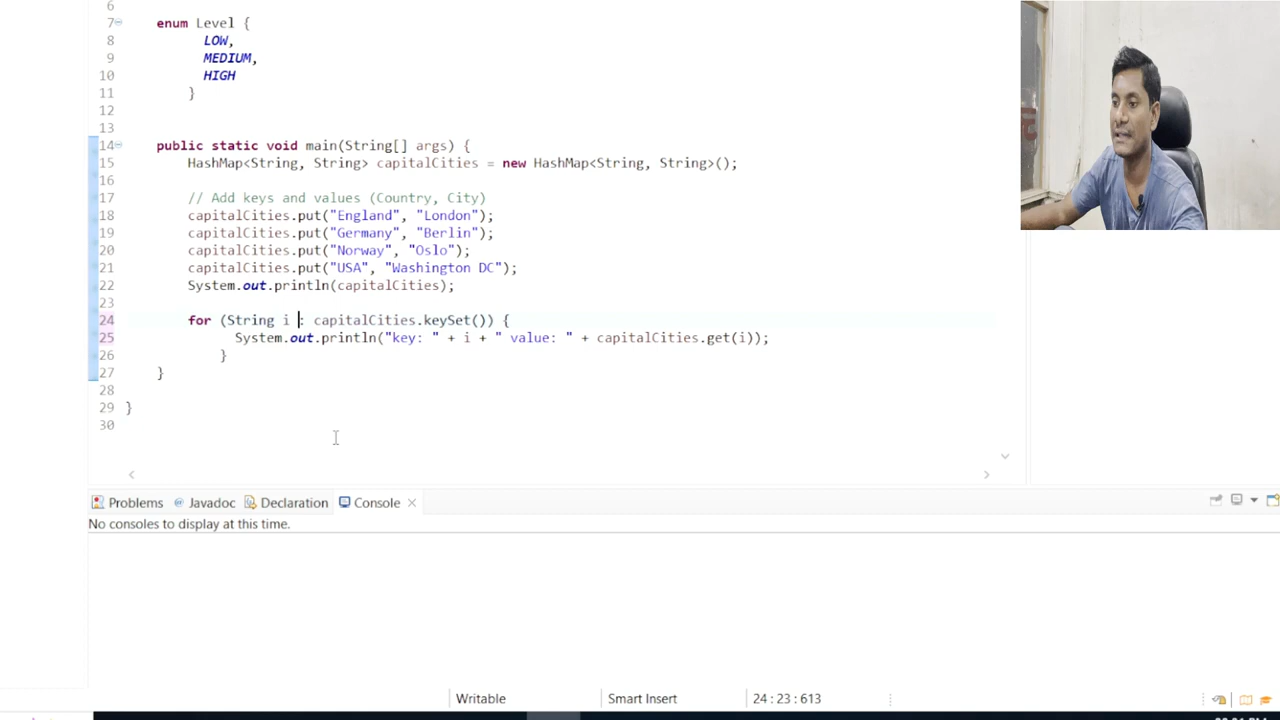 6
7 enum Level {
8 LOW,
9 MEDIUM,
10 HIGH
11 }
12
13
14 public static void main(String[] args) {
15 HashMap<String, String> capitalCities = new HashMap<String, String>();
16
17 // Add keys and values (Country, City)
18 capitalCities.put("England", "London");
19 capitalCities.put("Germany", "Berlin");
20 capitalCities.put("Norway", "Oslo");
21 capitalCities.put("USA", "Washington DC");
22 System.out.println(capitalCities);
23
24 for (String i : capitalCities.keySet()) {
25 System.out.println("key: " + i + " value: " + capitalCities.get(i));
26 }
27 }
28
29 }
30
Problems Javadoc Declaration Console
No consoles to display at this time.
Writable Smart Insert 24 : 23 : 613